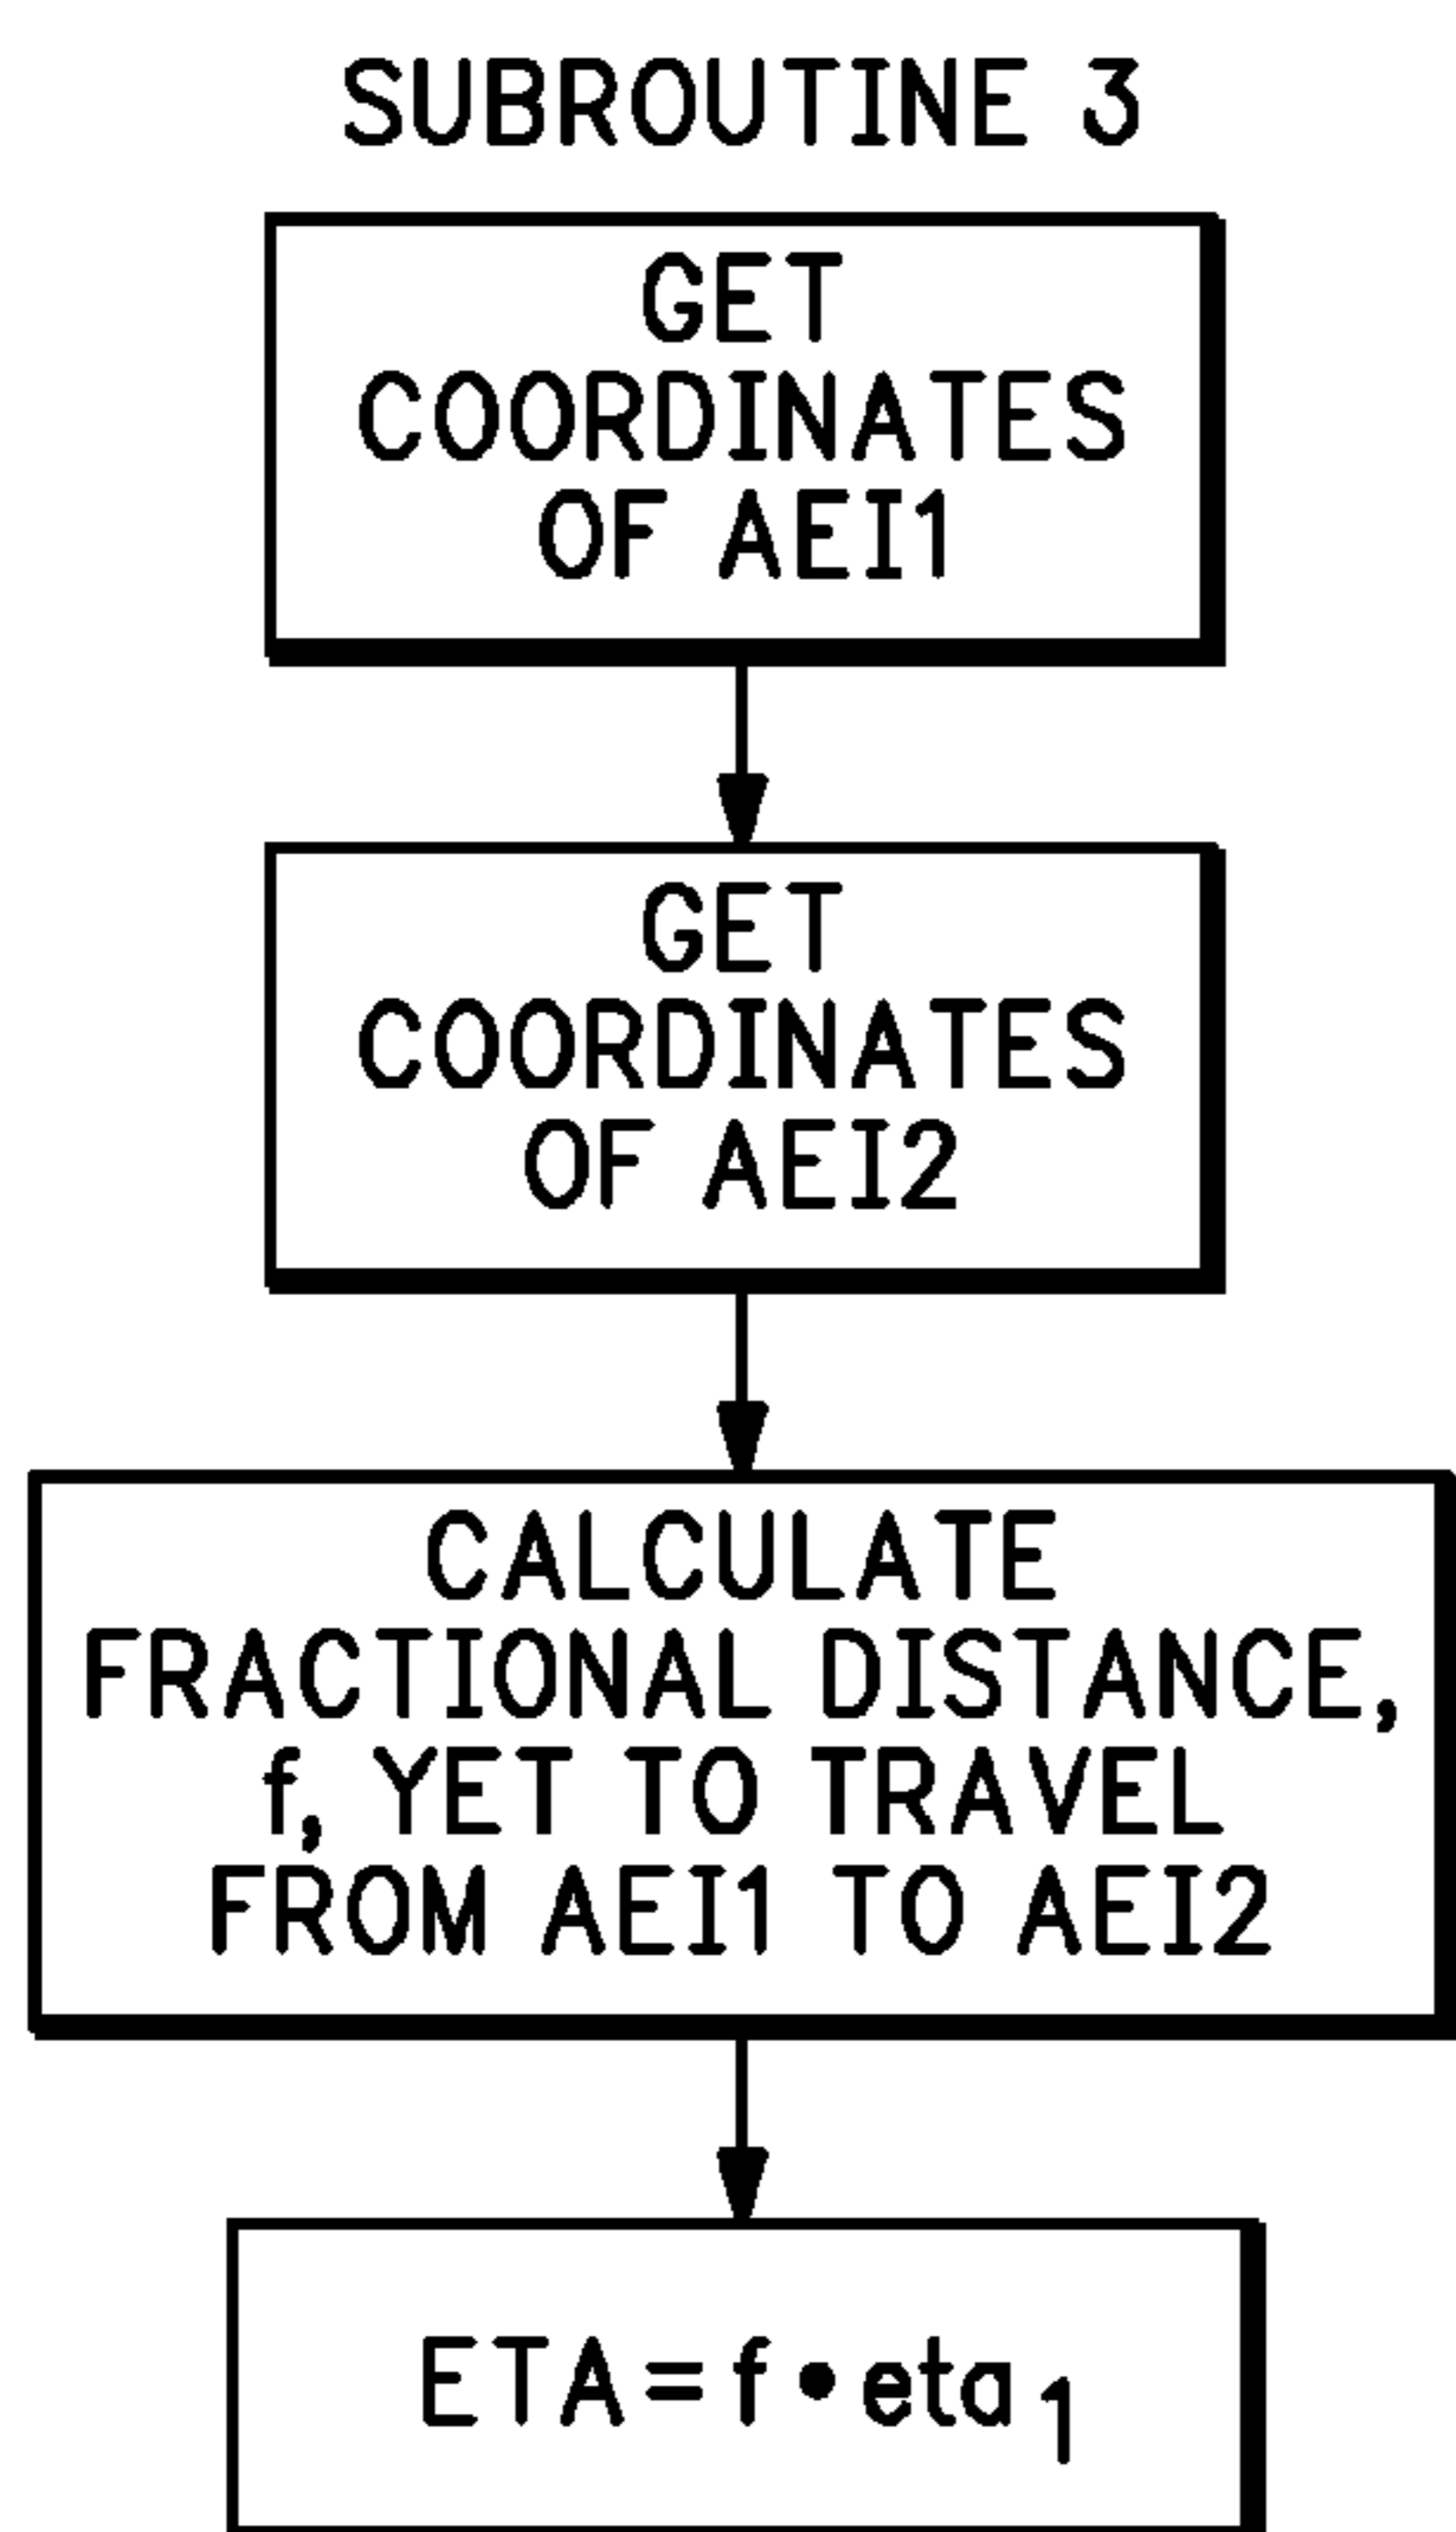 SUBROUTINE 3
GET
COORDINATES
OF AEI1
GET
COORDINATES
OF AEI2
CALCULATE
FRACTIONAL DISTANCE,
f, YET TO TRAVEL
FROM AEI1 TO AEI2
ETA=f•eta₁